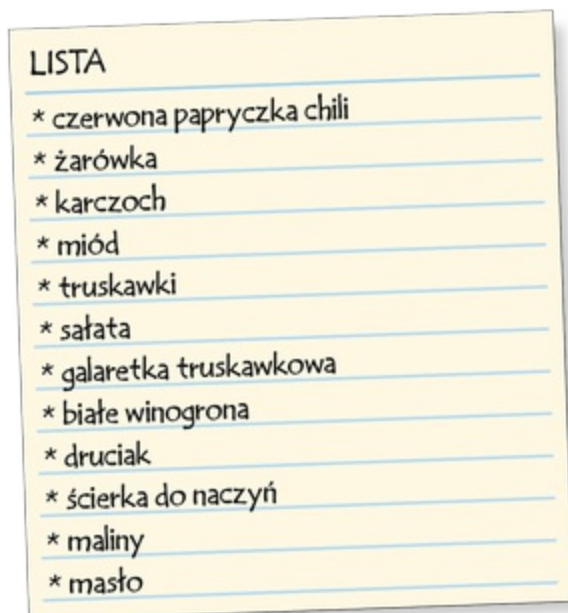 LISTA
* czerwona papryczka chili
* żarówka
* karczoch
* miód
* truskawki
* sałata
* galaretka truskawkowa
* białe winogrona
* druciak
* ścierka do naczyń
* maliny
* masło